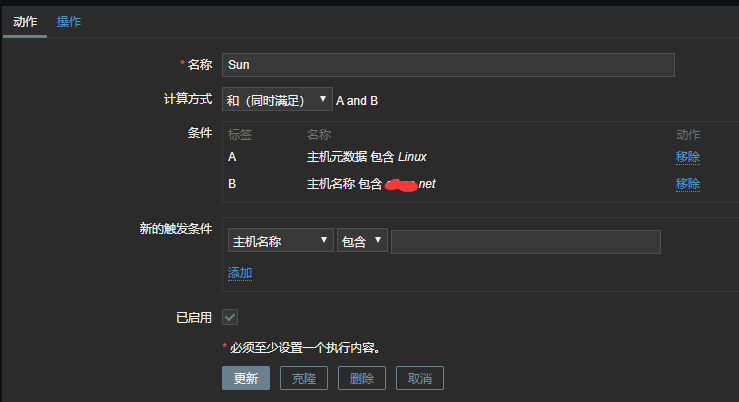 动作 操作
* 名称 Sun
计算方式 和（同时满足） A and B
条件 标签 名称 动作
A 主机元数据 包含 Linux 移除
B 主机名称 包含 .net 移除
新的触发条件 主机名称 包含
添加
已启用
* 必须至少设置一个执行内容。
更新 克隆 删除 取消